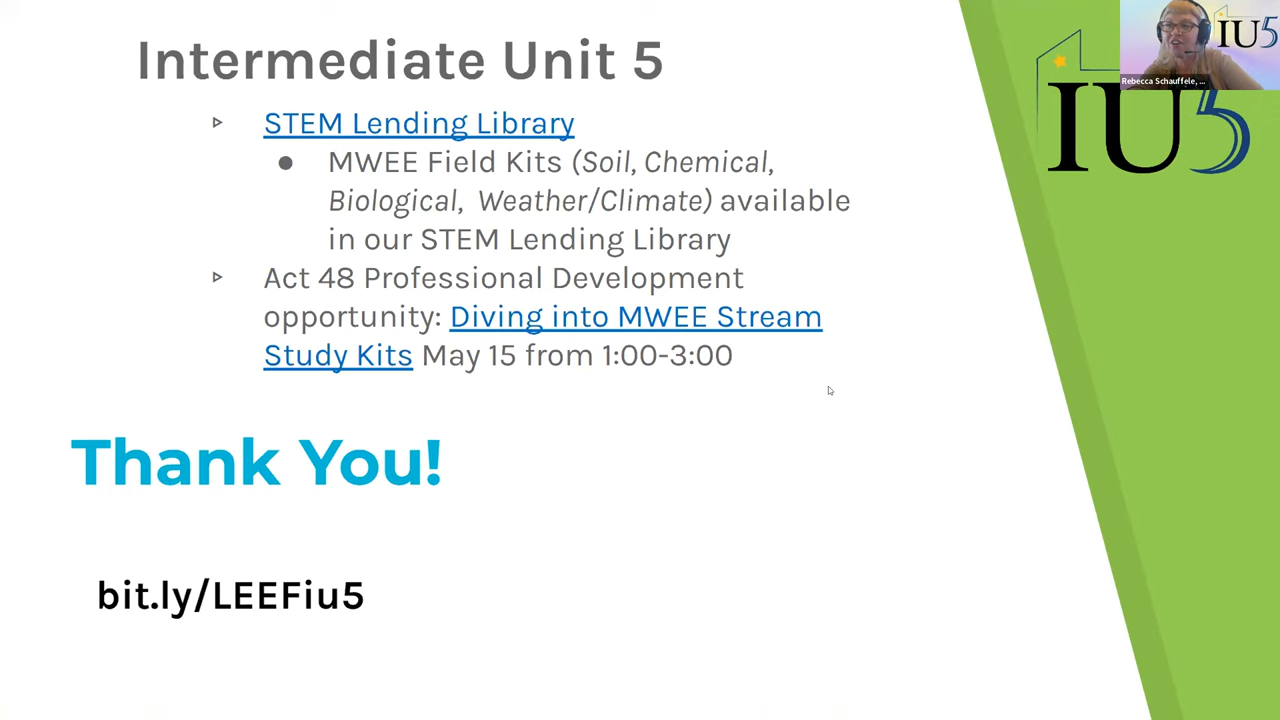 Intermediate Unit 5
STEM Lending Library
MWEE Field Kits (Soil, Chemical,
Biological, Weather/Climate) available
in our STEM Lending Library
Act 48 Professional Development
opportunity: Diving into MWEE Stream
Study Kits May 15 from 1:00-3:00
Thank You!
bit.ly/LEEFiu5
IU5
IU5
Rebecca Schauffele, ...